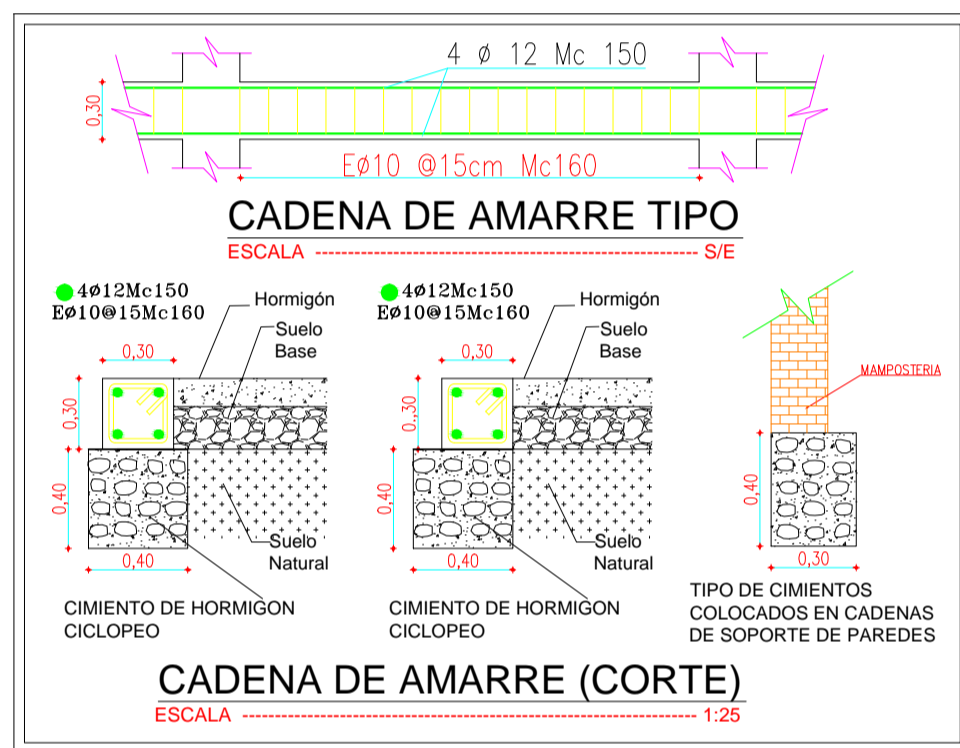 4 ø 12 Mc 150
0,30
Eø10 @15cm Mc160
CADENA DE AMARRE TIPO
ESCALA S/E
4ø12Mc150
Eø10@15Mc160
0,30
Hormigón
Suelo
Base
0,30
0,40
Suelo
Natural
0,40
CIMIENTO DE HORMIGON
CICLOPEO
4ø12Mc150
Eø10@15Mc160
0,30
Hormigón
Suelo
Base
0,30
0,40
Suelo
Natural
0,40
CIMIENTO DE HORMIGON
CICLOPEO
MAMPOSTERIA
0,40
0,30
TIPO DE CIMIENTOS
COLOCADOS EN CADENAS
DE SOPORTE DE PAREDES
CADENA DE AMARRE (CORTE)
ESCALA 1:25